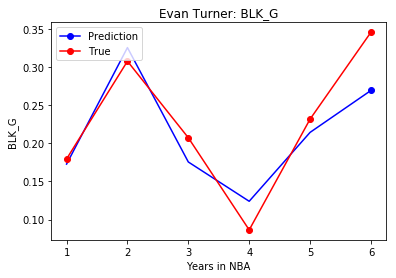 Evan Turner: BLK_G
Prediction
True
0.35
0.30
0.25
0.20
0.15
0.10
BLK_G
1 2 3 4 5 6
Years in NBA